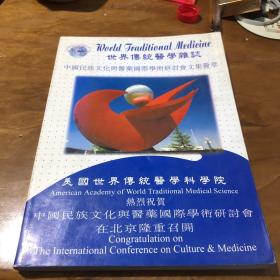 World Traditional Medicine
世界傳統醫學雜誌
中國民族文化與醫藥國際學術研討會文集薈萃
美國世界傳統醫學科學院
American Academy of World Traditional Medical Science
熱烈祝賀
中國民族文化與醫藥國際學術研討會
在北京隆重召開
Congratulation on
The International Conference on Culture & Medicine